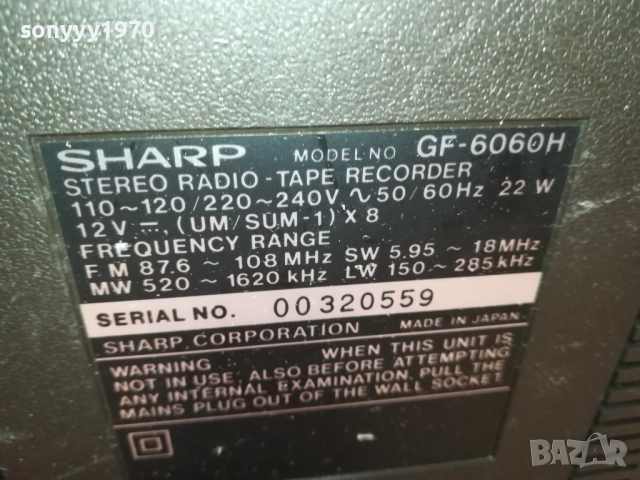 sonyyy1970
SHARP MODEL NO GF-6060H
STEREO RADIO-TAPE RECORDER
110~120/220~240V ~ 50/60Hz 22 W
12V ⎓, (UM/SUM-1) X 8
FREQUENCY RANGE
FM 87.6 ~ 108 MHz SW 5.95 ~ 18MHz
MW 520 ~ 1620 kHz LW 150 ~ 285 kHz
SERIAL NO. 00320559
SHARP CORPORATION MADE IN JAPAN
WARNING WHEN THIS UNIT IS
NOT IN USE, ALSO BEFORE ATTEMPTING
ANY INTERNAL EXAMINATION, PULL THE
MAINS PLUG OUT OF THE WALL SOCKET
BAZAR